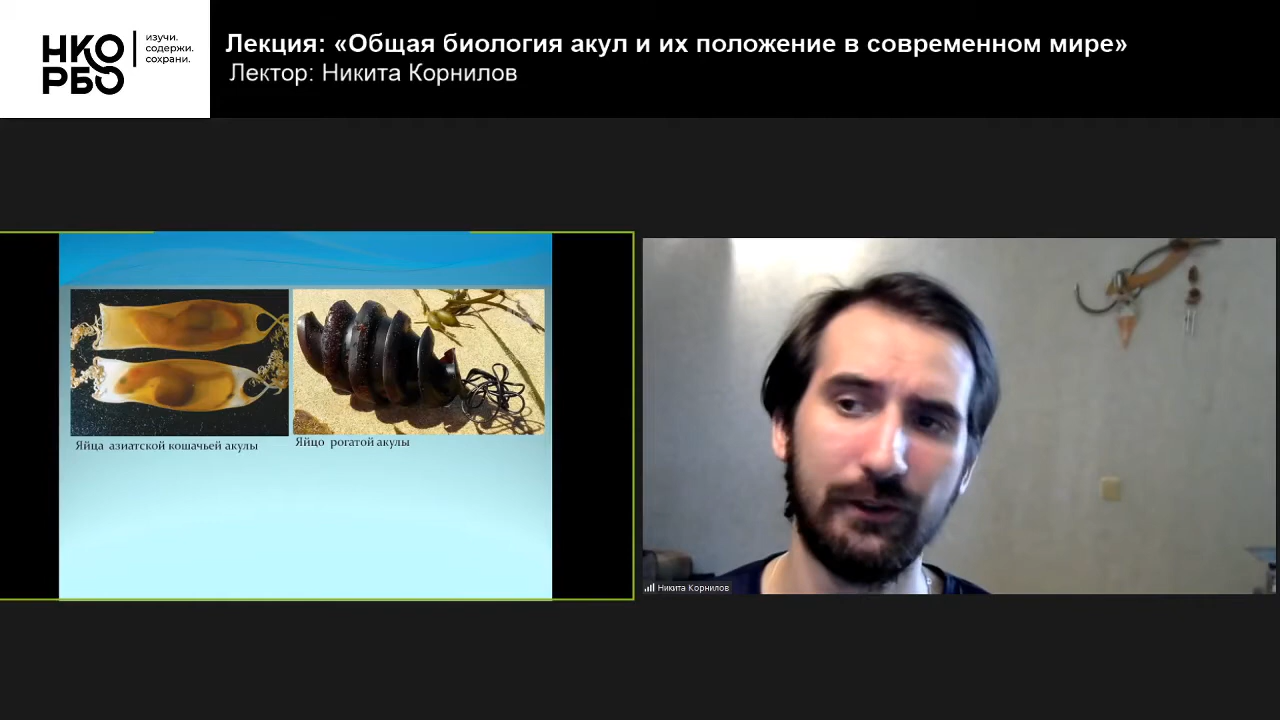 НКО
РБО
изучи.
содержи.
сохрани.
Лекция: «Общая биология акул и их положение в современном мире»
Лектор: Никита Корнилов
Яйца азиатской кошачьей акулы
Яйцо рогатой акулы
Никита Корнилов